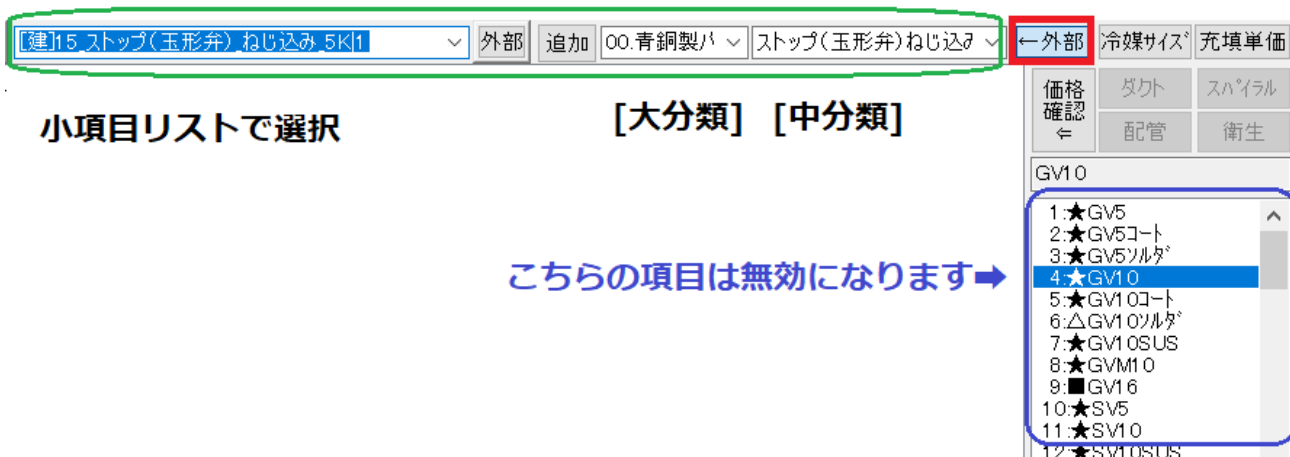 [建]15_ストップ(玉形弁)_ねじ込み_5K|1 外部 追加 00.青銅製バ ストップ(玉形弁)ねじ込み ←外部 冷媒サイズ 充填単価
価格確認⇐ ダクト スパイラル
配管 衛生
小項目リストで選択 [大分類] [中分類]
GV10
1:★GV5
2:★GV5コート
3:★GV5ソルダ
4:★GV10
5:★GV10コート
6:△GV10ソルダ
7:★GV10SUS
8:★GVM10
9:■GV16
10:★SV5
11:★SV10
12:★SV10SUS
こちらの項目は無効になります➡